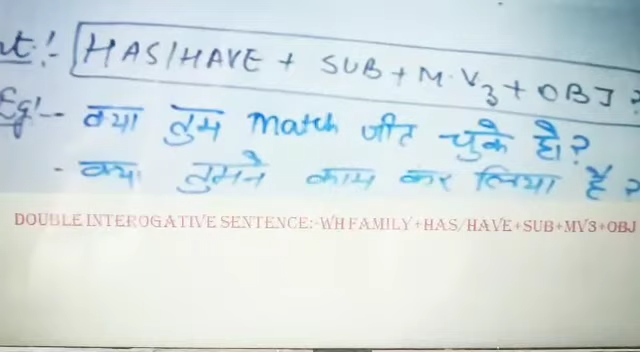 nt:- HAS/HAVE + SUB + M.V3 + OBJ?
Eg:- क्या तुम match जीत चुके हो?
- क्या तुमने काम कर लिया है?
DOUBLE INTEROGATIVE SENTENCE:-WH FAMILY+HAS/HAVE+SUB+MV3+OBJ